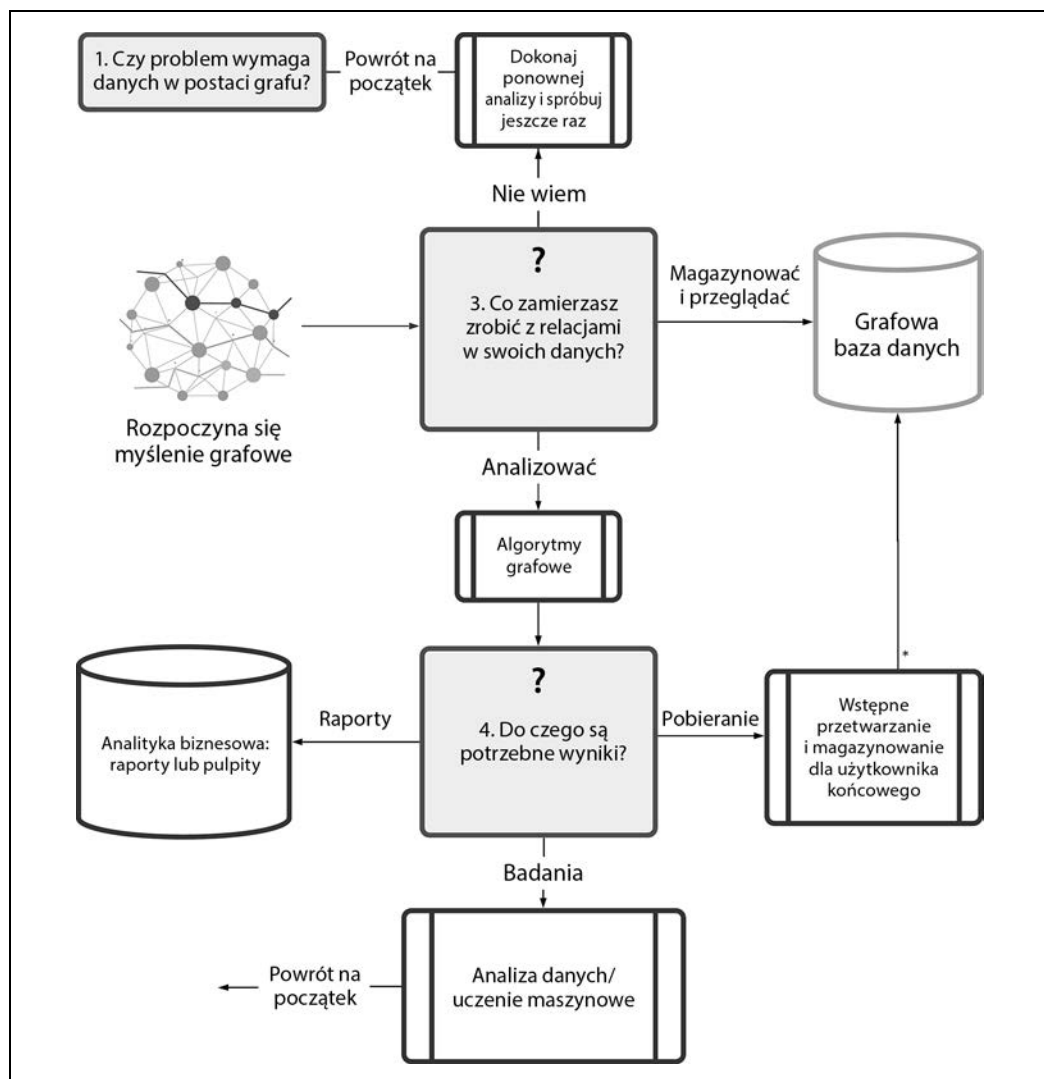 1. Czy problem wymaga
danych w postaci grafu?
Powrót na
początek
Dokonaj
ponownej
analizy i spróbuj
jeszcze raz
Nie wiem
?
3. Co zamierzasz
zrobić z relacjami
w swoich danych?
Magazynować
i przeglądać
Grafowa
baza danych
Rozpoczyna się
myślenie grafowe
Analizować
Algorytmy
grafowe
?
4. Do czego są
potrzebne wyniki?
Raporty
Analityka biznesowa:
raporty lub pulpity
Pobieranie
*
Wstępne
przetwarzanie
i magazynowanie
dla użytkownika
końcowego
Badania
Analiza danych/
uczenie maszynowe
Powrót na
początek